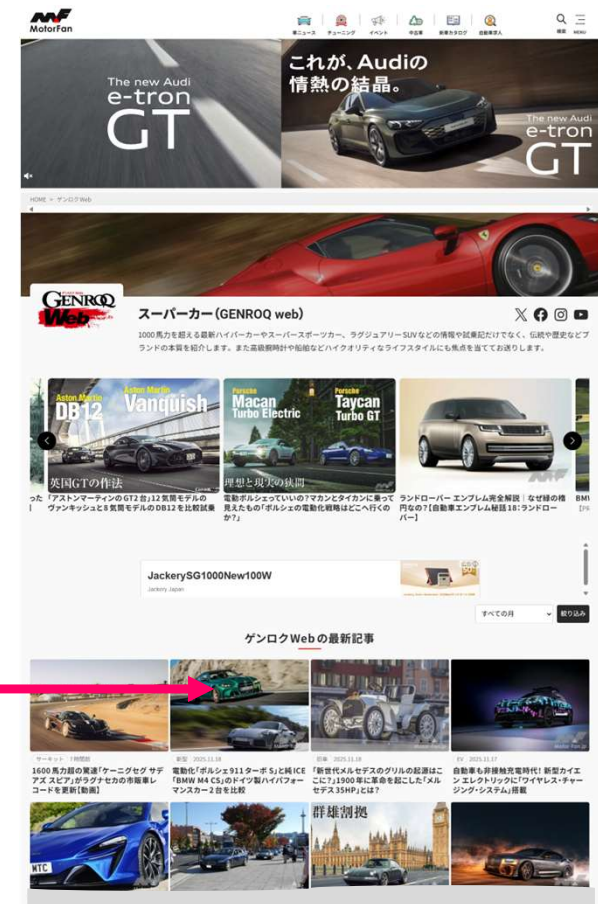 MotorFan
車ニュース
チューニング
イベント
中古車
新車カタログ
自動車求人
検索
MENU
The new Audi
e-tron
GT
これが、Audiの
情熱の結晶。
The new Audi
e-tron
GT
HOME > ゲンロクWeb
GENROQ
Web
スーパーカー（GENROQ web）
1000馬力を超える最新ハイパーカーやスーパースポーツカー、ラグジュアリーSUVなどの情報や試乗記だけでなく、伝統や歴史などブ
ランドの本質を紹介します。また高級腕時計や船舶などハイクオリティなライフスタイルにも焦点を当ててお送りします。
Aston Martin
DB12
Aston Martin
Vanquish
英国GTの作法
Porsche
Macan
Turbo Electric
Porsche
Taycan
Turbo GT
理想と現実の狭間
った
「アストンマーティンのGT2台」12気筒モデルの
ヴァンキッシュと8気筒モデルのDB12を比較試乗
電動ポルシェっていいの？マカンとタイカンに乗って
見えたもの「ポルシェの電動化戦略はどこへ行くの
か？」
ランドローバー エンブレム完全解説｜なぜ緑の楕
円なの？【自動車エンブレム秘話18：ランドロー
バー】
BM
JackerySG1000New100W
Jackery Japan
すべての月
絞り込み
ゲンロクWebの最新記事
サーキット 1時間前
1600馬力超の驚速「ケーニグセグ サデ
アズ スピア」がラグナセカの市販車レ
コードを更新【動画】
新型 2025.11.18
電動化「ポルシェ911ターボS」と純ICE
「BMW M4 CS」のドイツ製ハイパフォー
マンスカー2台を比較
旧車 2025.11.18
「新世代メルセデスのグリルの起源はこ
こに？」1900年に革命を起こした「メル
セデス35HP」とは？
EV 2025.11.17
自動車も非接触充電時代！ 新型カイエ
ン エレクトリックに「ワイヤレス・チャー
ジング・システム」搭載
MTC
群雄割拠